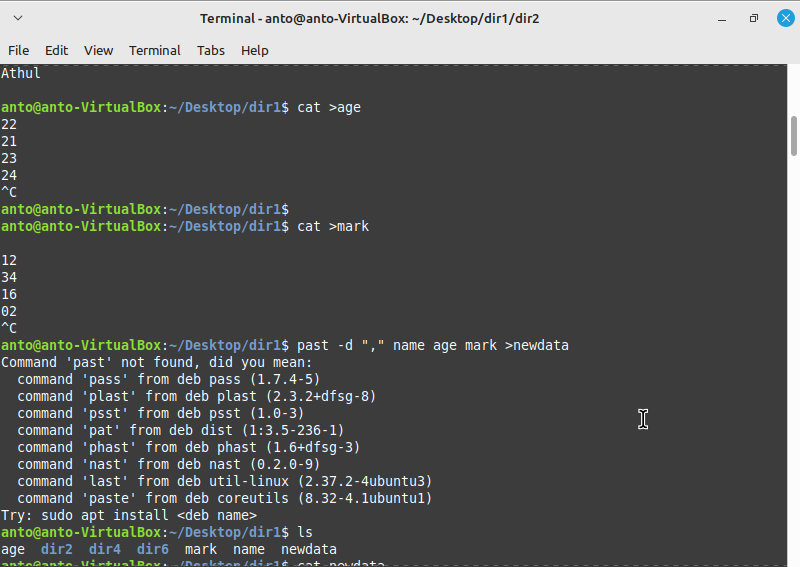 Terminal - anto@anto-VirtualBox: ~/Desktop/dir1/dir2
File Edit View Terminal Tabs Help
Athul
anto@anto-VirtualBox:~/Desktop/dir1$ cat >age
22
21
23
24
^C
anto@anto-VirtualBox:~/Desktop/dir1$
anto@anto-VirtualBox:~/Desktop/dir1$ cat >mark
12
34
16
02
^C
anto@anto-VirtualBox:~/Desktop/dir1$ past -d "," name age mark >newdata
Command 'past' not found, did you mean:
  command 'pass' from deb pass (1.7.4-5)
  command 'plast' from deb plast (2.3.2+dfsg-8)
  command 'psst' from deb psst (1.0-3)
  command 'pat' from deb dist (1:3.5-236-1)
  command 'phast' from deb phast (1.6+dfsg-3)
  command 'nast' from deb nast (0.2.0-9)
  command 'last' from deb util-linux (2.37.2-4ubuntu3)
  command 'paste' from deb coreutils (8.32-4.1ubuntu1)
Try: sudo apt install <deb name>
anto@anto-VirtualBox:~/Desktop/dir1$ ls
age  dir2  dir4  dir6  mark  name  newdata
anto@anto-VirtualBox:~/Desktop/dir1$ cat newdata